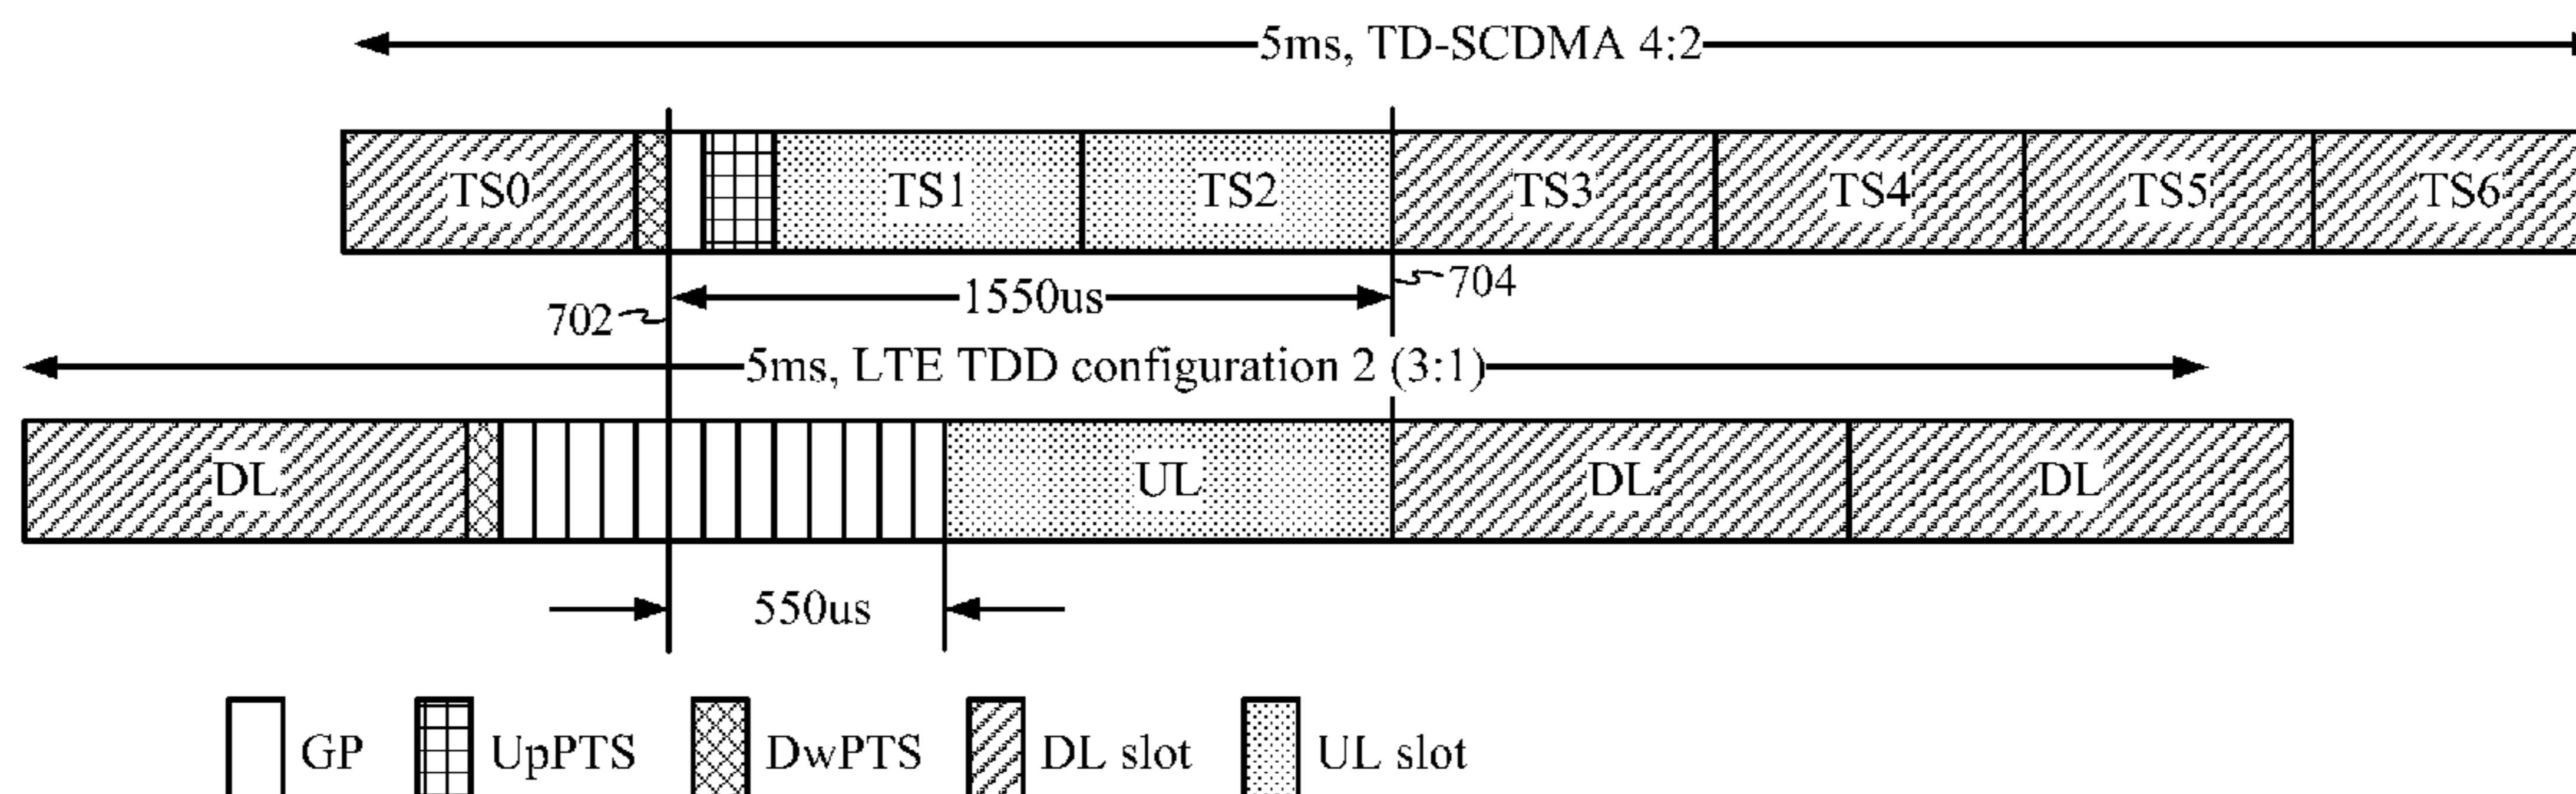 5ms, TD-SCDMA 4:2
TS0 TS1 TS2 TS3 TS4 TS5 TS6
1550us 704
702
5ms, LTE TDD configuration 2 (3:1)
DL UL DL DL
550us
GP UpPTS DwPTS DL slot UL slot